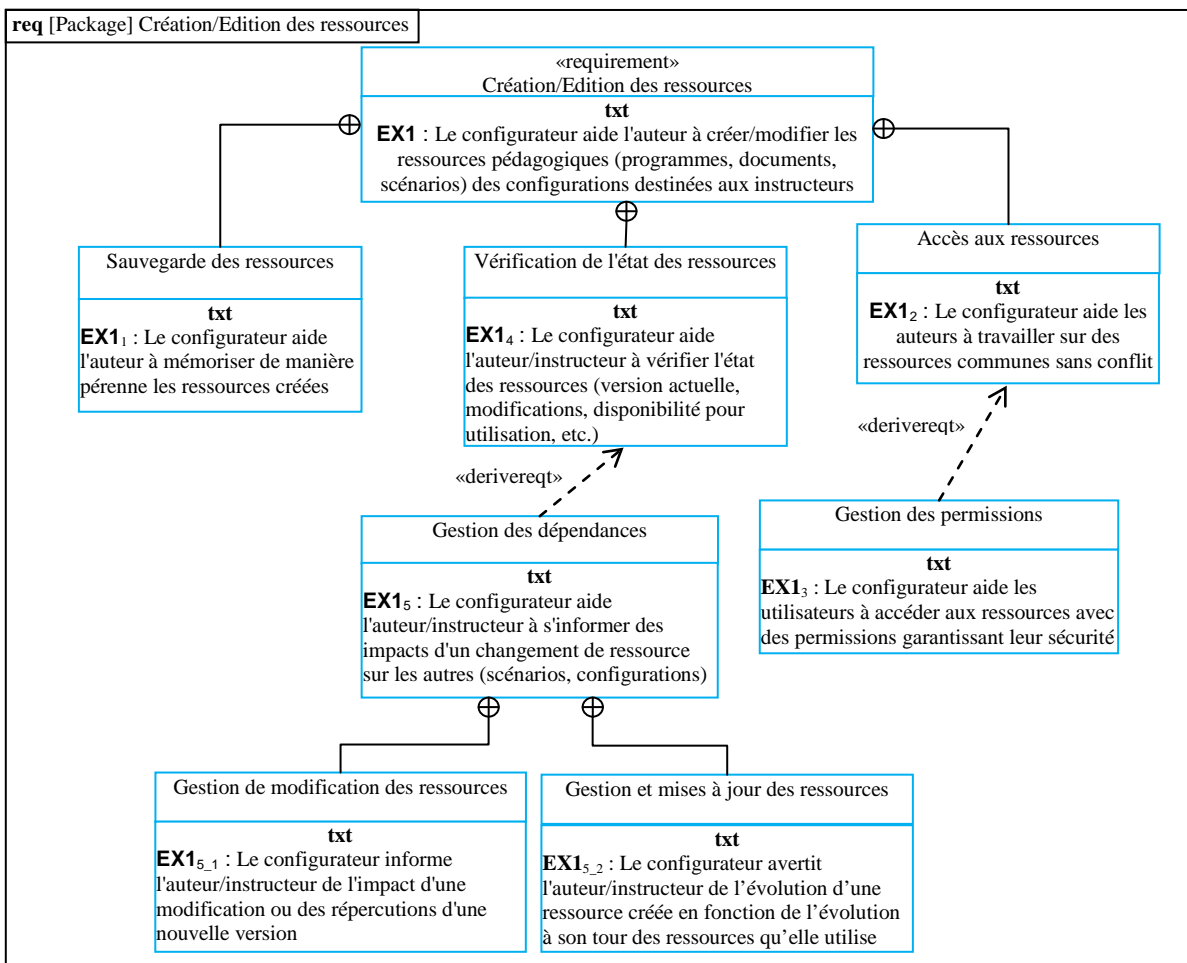 req [Package] Création/Edition des ressources
«requirement»
Création/Edition des ressources
txt
EX1 : Le configurateur aide l'auteur à créer/modifier les
ressources pédagogiques (programmes, documents,
scénarios) des configurations destinées aux instructeurs
Sauvegarde des ressources
txt
EX1₁ : Le configurateur aide
l'auteur à mémoriser de manière
pérenne les ressources créées
Vérification de l'état des ressources
txt
EX1₄ : Le configurateur aide
l'auteur/instructeur à vérifier l'état
des ressources (version actuelle,
modifications, disponibilité pour
utilisation, etc.)
Accès aux ressources
txt
EX1₂ : Le configurateur aide les
auteurs à travailler sur des
ressources communes sans conflit
«derivereqt»
«derivereqt»
Gestion des dépendances
txt
EX1₅ : Le configurateur aide
l'auteur/instructeur à s'informer des
impacts d'un changement de ressource
sur les autres (scénarios, configurations)
Gestion des permissions
txt
EX1₃ : Le configurateur aide les
utilisateurs à accéder aux ressources avec
des permissions garantissant leur sécurité
Gestion de modification des ressources
txt
EX1₅_₁ : Le configurateur informe
l'auteur/instructeur de l'impact d'une
modification ou des répercutions d'une
nouvelle version
Gestion et mises à jour des ressources
txt
EX1₅_₂ : Le configurateur avertit
l'auteur/instructeur de l’évolution d’une
ressource créée en fonction de l’évolution
à son tour des ressources qu’elle utilise